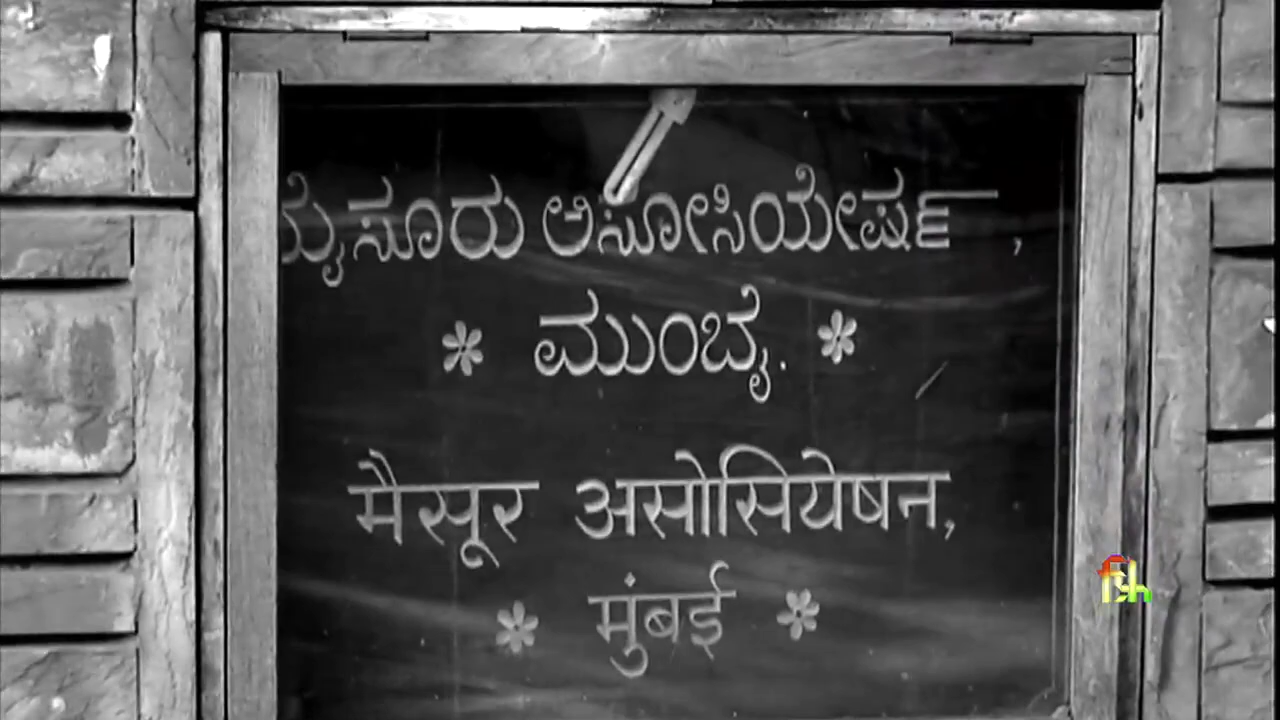 ಮೈಸೂರು ಅಸೋಸಿಯೇಷನ್ ,
ಮುಂಬೈ.
मैसूर असोसियेषन,
मुंबई